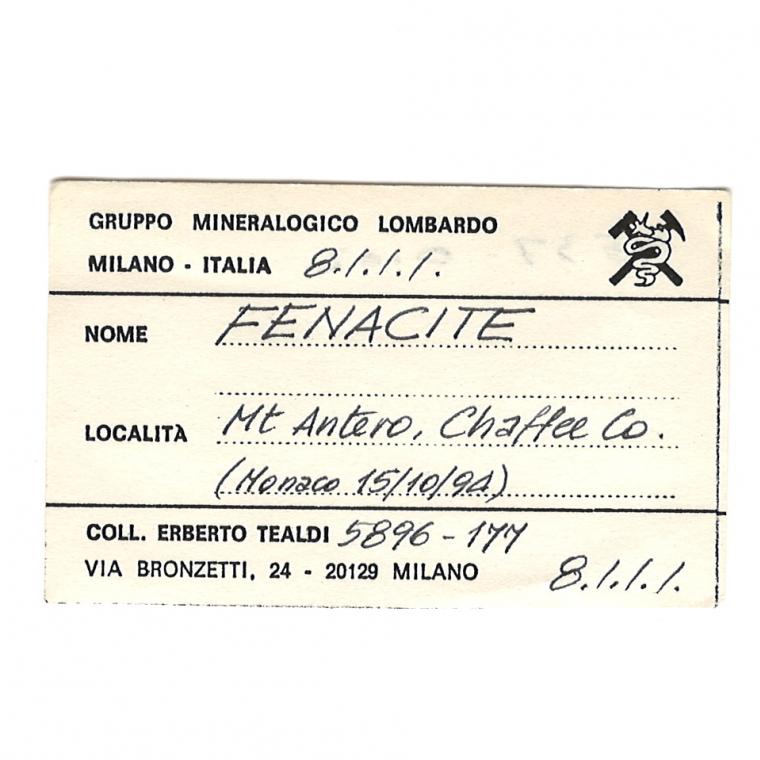 GRUPPO MINERALOGICO LOMBARDO
MILANO - ITALIA 8.1.1.1.
NOME FENACITE
LOCALITÀ Mt Antero, Chaffee Co.
(Monaco 15/10/94)
COLL. ERBERTO TEALDI 5896-177
VIA BRONZETTI, 24 - 20129 MILANO 8.1.1.1.